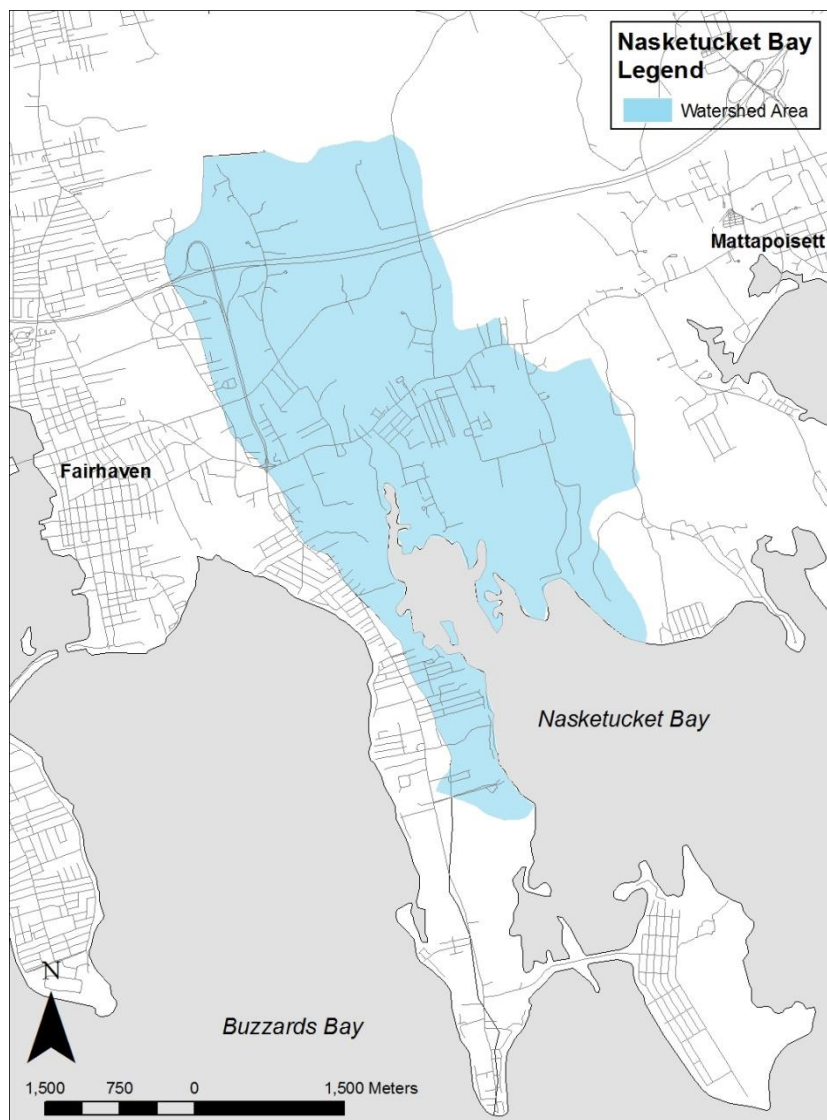 Nasketucket Bay
Legend
Watershed Area
Mattapoisett
Fairhaven
Nasketucket Bay
N
Buzzards Bay
1,500 750 0 1,500 Meters